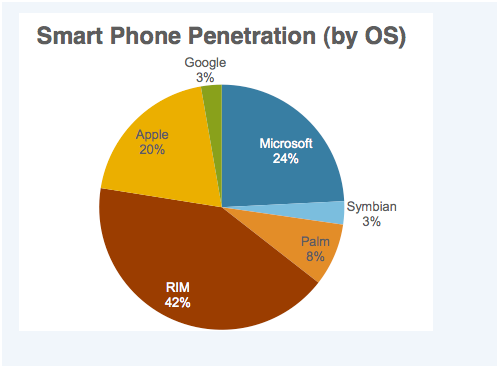 Smart Phone Penetration (by OS)
Google
3%
Apple
20%
Microsoft
24%
Symbian
3%
Palm
8%
RIM
42%